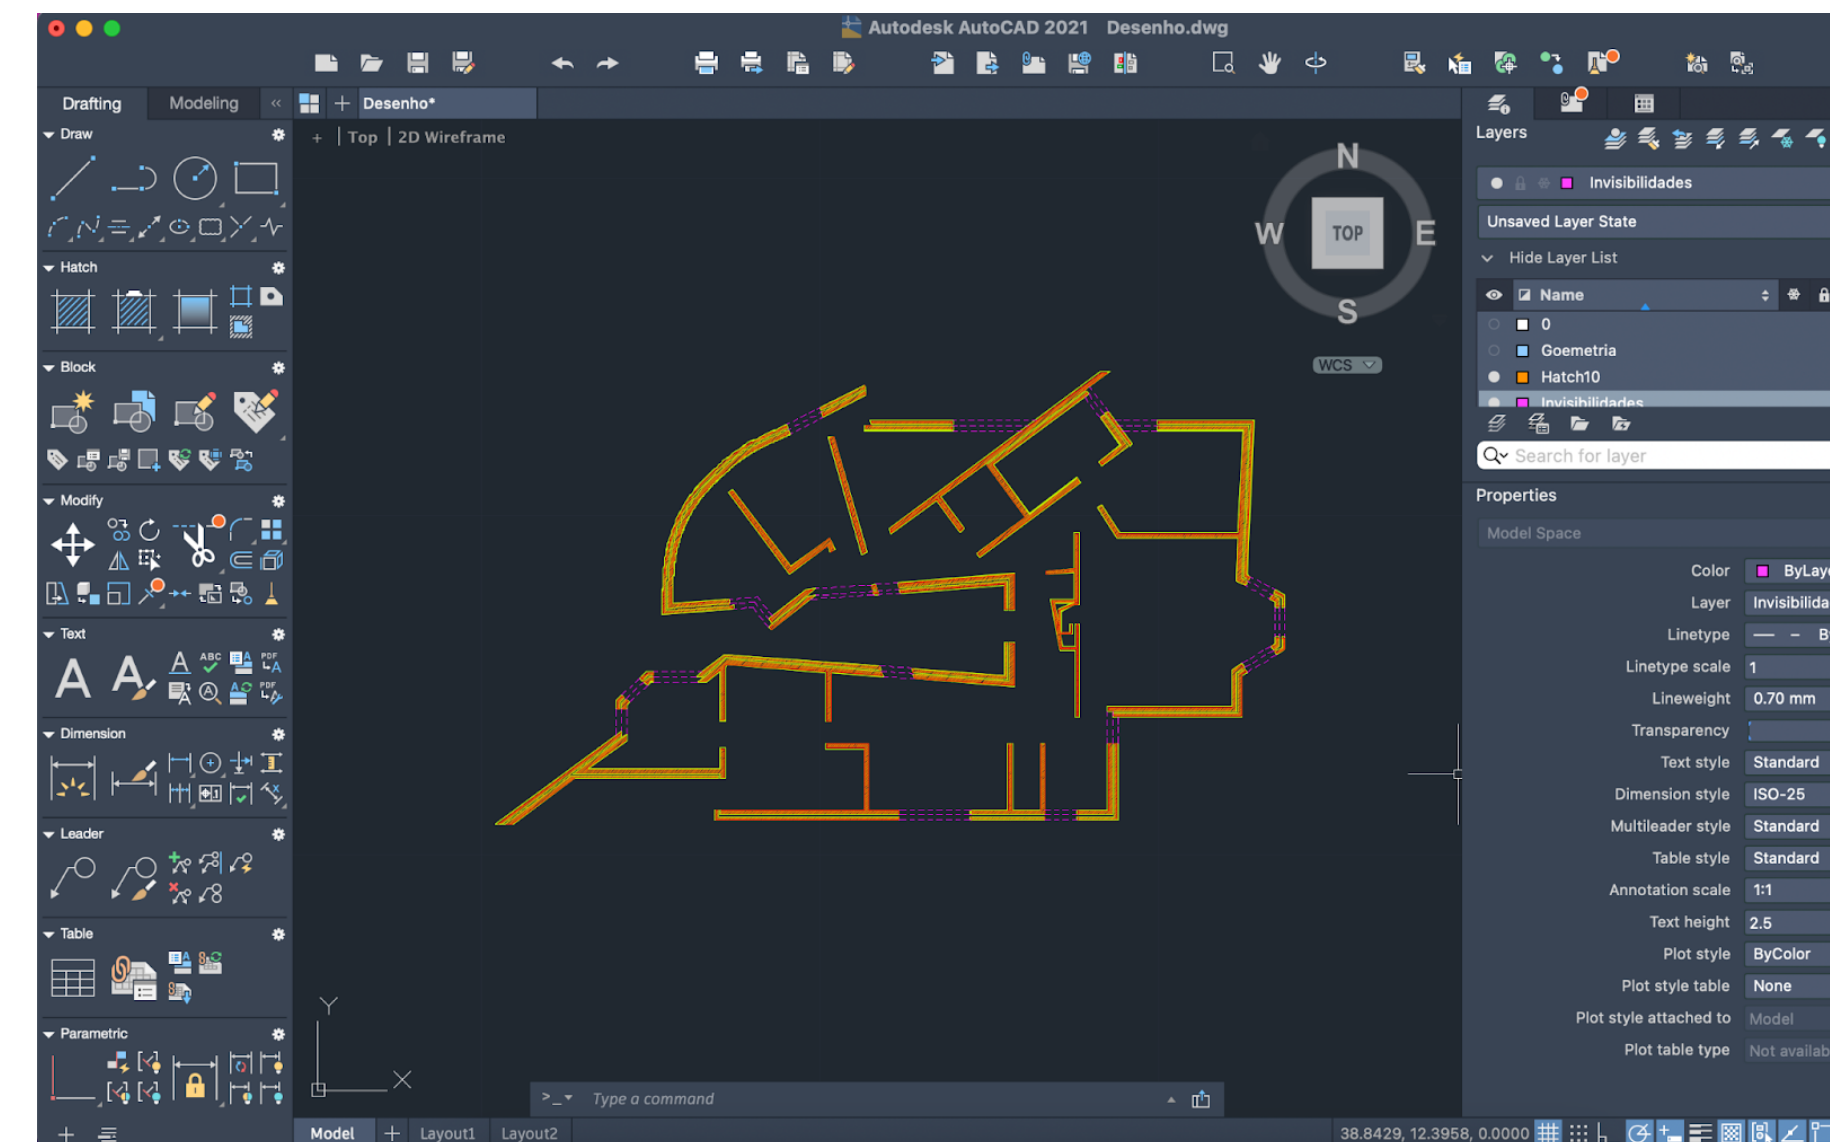 Autodesk AutoCAD 2021 Desenho.dwg
Drafting Modeling
Desenho*
Draw
+ | Top | 2D Wireframe
Hatch
Block
Modify
Text
Dimension
Leader
Table
Parametric
N
W TOP E
S
WCS
Y
X
>_ Type a command
Model + Layout1 Layout2
38.8429, 12.3958, 0.0000
Layers
Invisibilidades
Unsaved Layer State
Hide Layer List
Name
0
Goemetria
Hatch10
Invisibilidades
Search for layer
Properties
Model Space
Color ByLaye
Layer Invisibilida
Linetype B
Linetype scale 1
Lineweight 0.70 mm
Transparency
Text style Standard
Dimension style ISO-25
Multileader style Standard
Table style Standard
Annotation scale 1:1
Text height 2.5
Plot style ByColor
Plot style table None
Plot style attached to Model
Plot table type Not availab